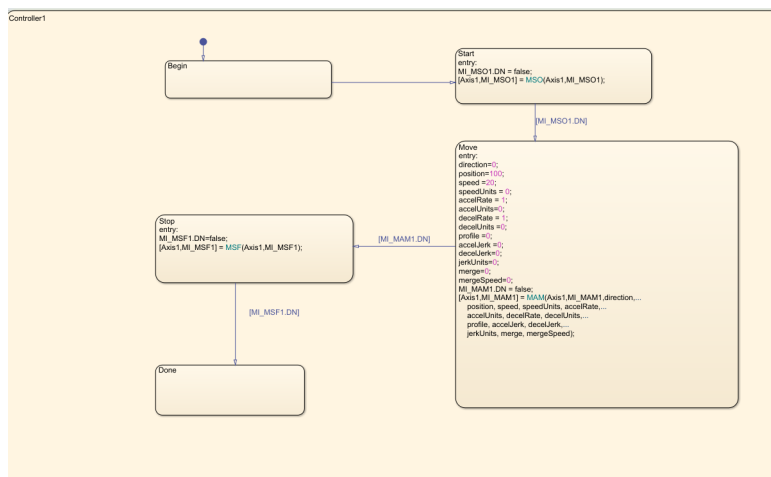 Controller1
Begin
Start
entry:
MI_MSO1.DN = false;
[Axis1,MI_MSO1] = MSO(Axis1,MI_MSO1);
[MI_MSO1.DN]
Move
entry:
direction=0;
position=100;
speed =20;
speedUnits = 0;
accelRate = 1;
accelUnits=0;
decelRate = 1;
decelUnits =0;
profile =0;
accelJerk =0;
decelJerk=0;
jerkUnits=0;
merge=0;
mergeSpeed=0;
MI_MAM1.DN = false;
[Axis1,MI_MAM1] = MAM(Axis1,MI_MAM1,direction,...
position, speed, speedUnits, accelRate,...
accelUnits, decelRate, decelUnits,...
profile, accelJerk, decelJerk,...
jerkUnits, merge, mergeSpeed);
[MI_MAM1.DN]
Stop
entry:
MI_MSF1.DN=false;
[Axis1,MI_MSF1] = MSF(Axis1,MI_MSF1);
[MI_MSF1.DN]
Done